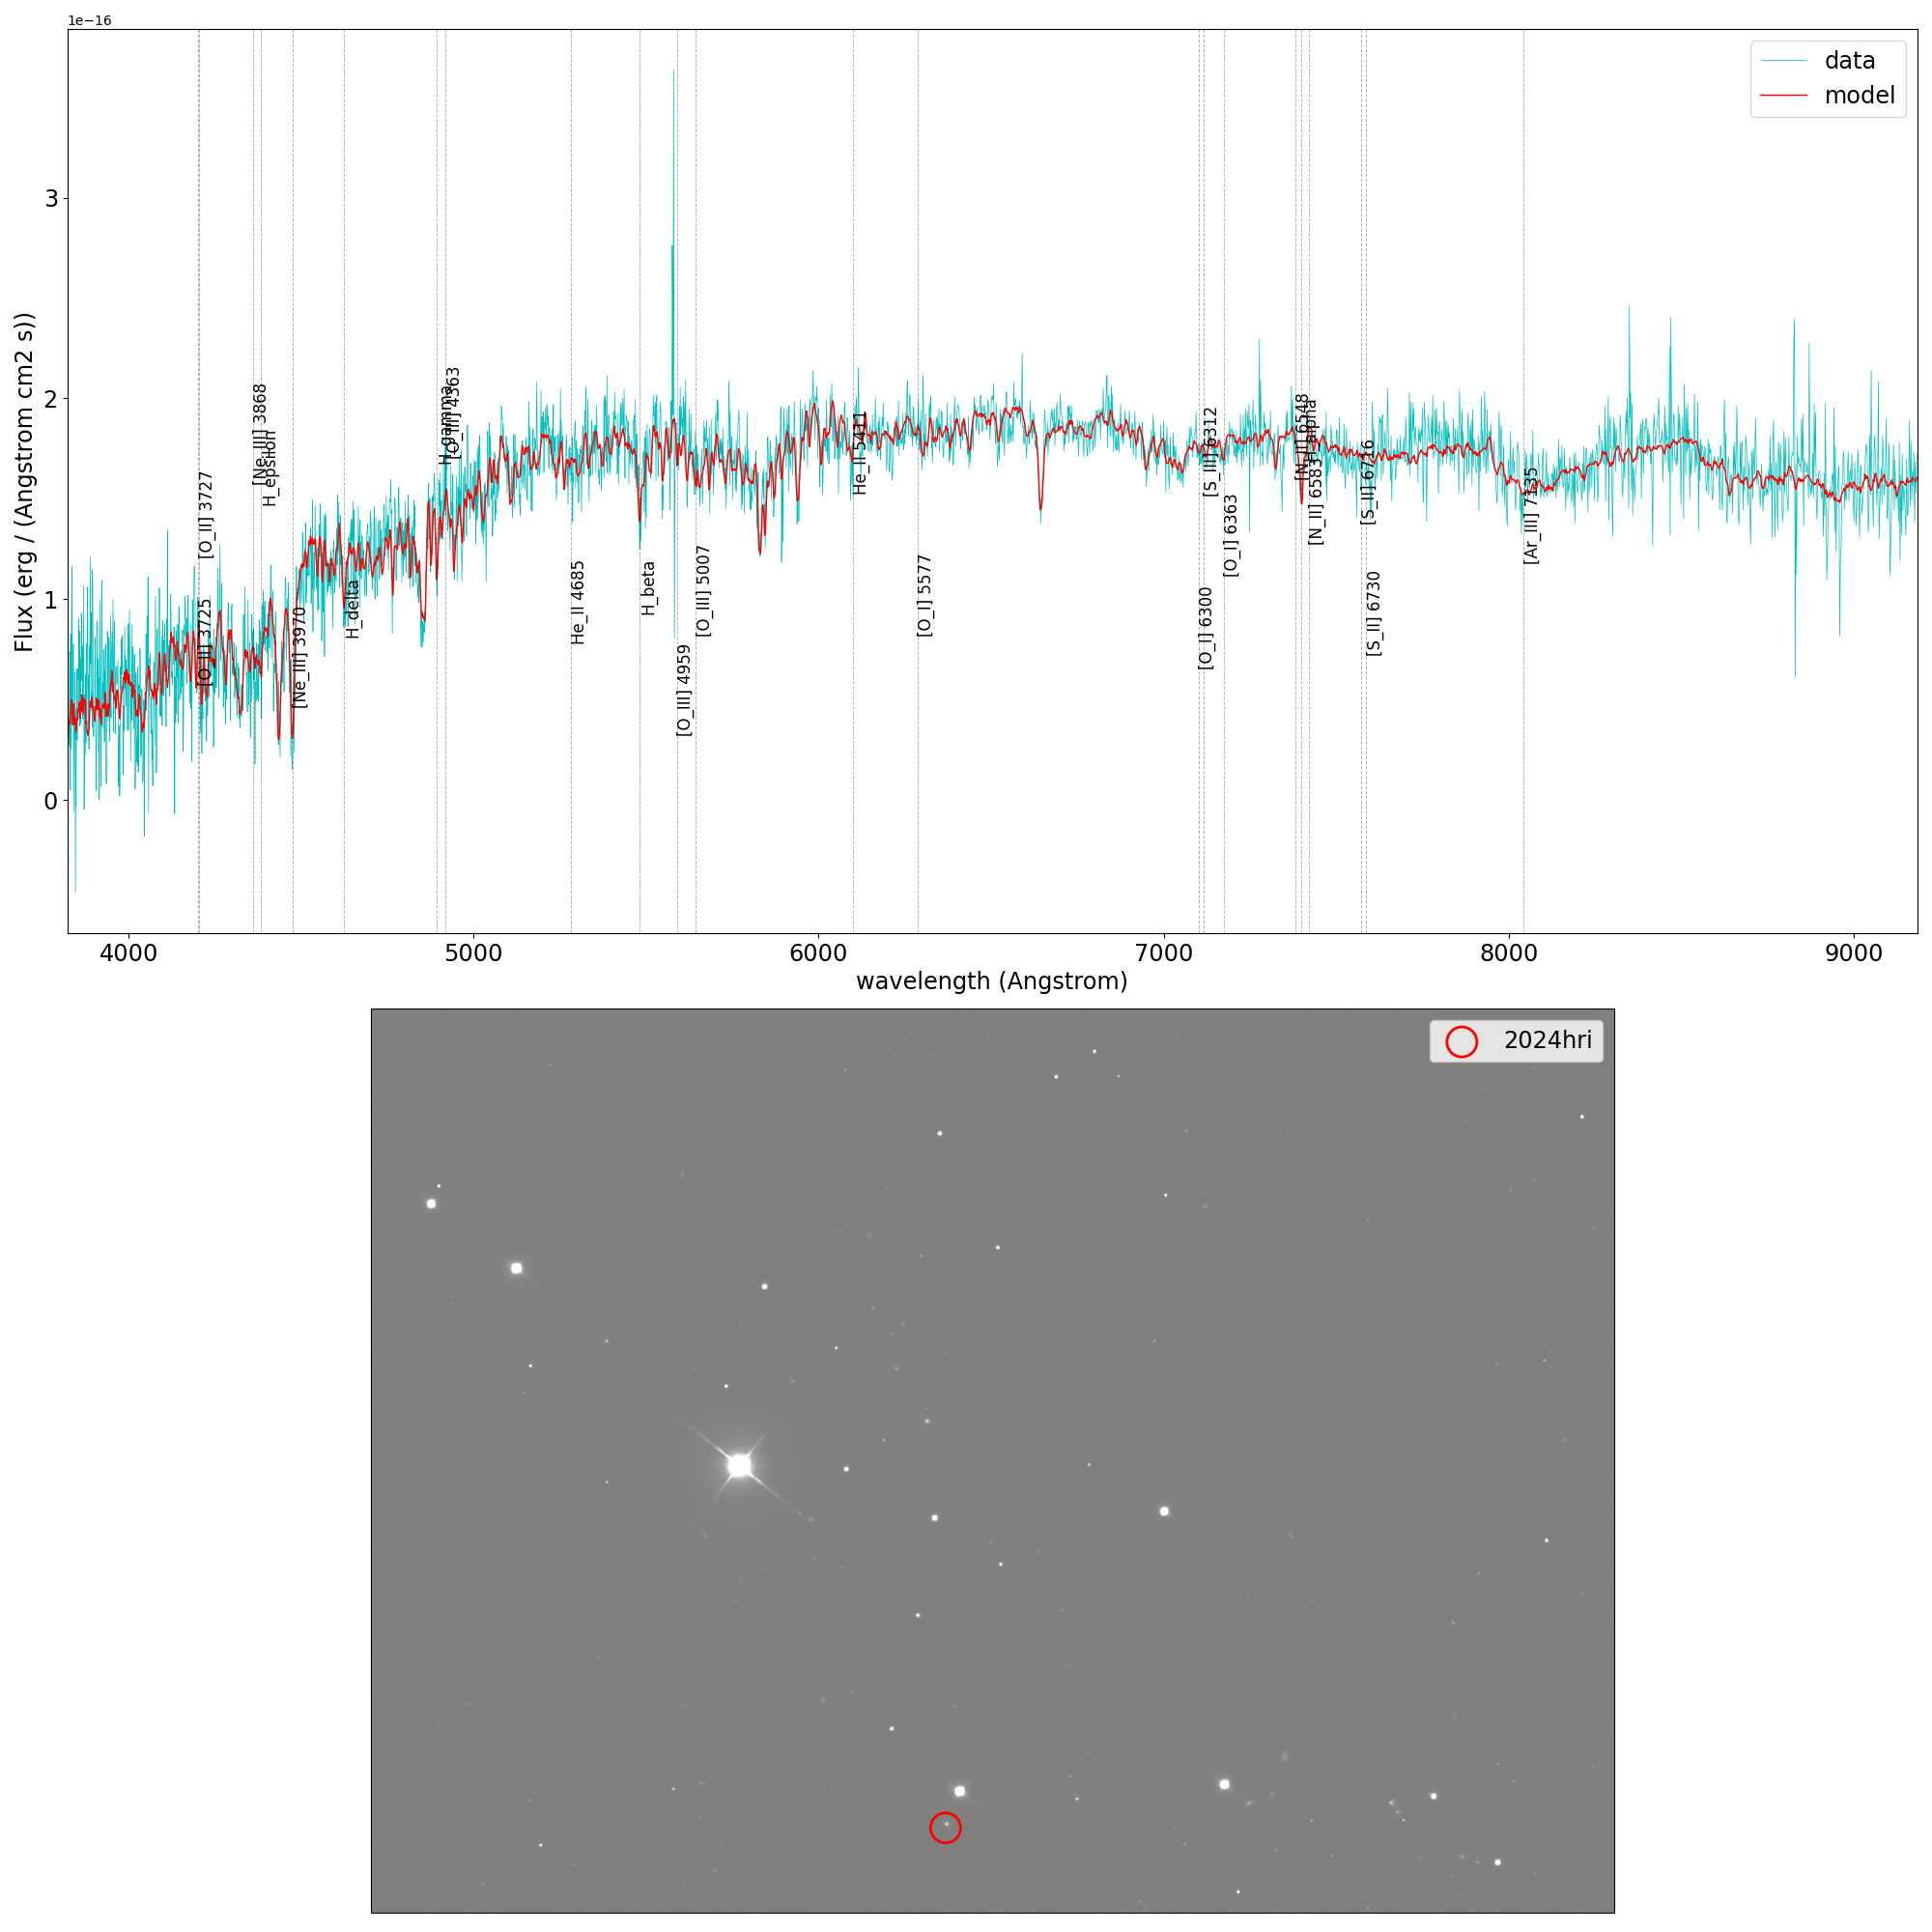 1e−16
data
model
Flux (erg / (Angstrom cm2 s))
3
2
1
0
[O_II] 3725
[O_II] 3727
[Ne_III] 3868
H_epsilon
[Ne_III] 3970
H_delta
H_gamma
[O_III] 4363
He_II 4685
H_beta
[O_III] 4959
[O_III] 5007
He_II 5411
[O_I] 5577
[O_I] 6300
[S_III] 6312
[O_I] 6363
[N_II] 6548
H_alpha
[N_II] 6583
[S_II] 6716
[S_II] 6730
[Ar_III] 7135
4000 5000 6000 7000 8000 9000
wavelength (Angstrom)
2024hri